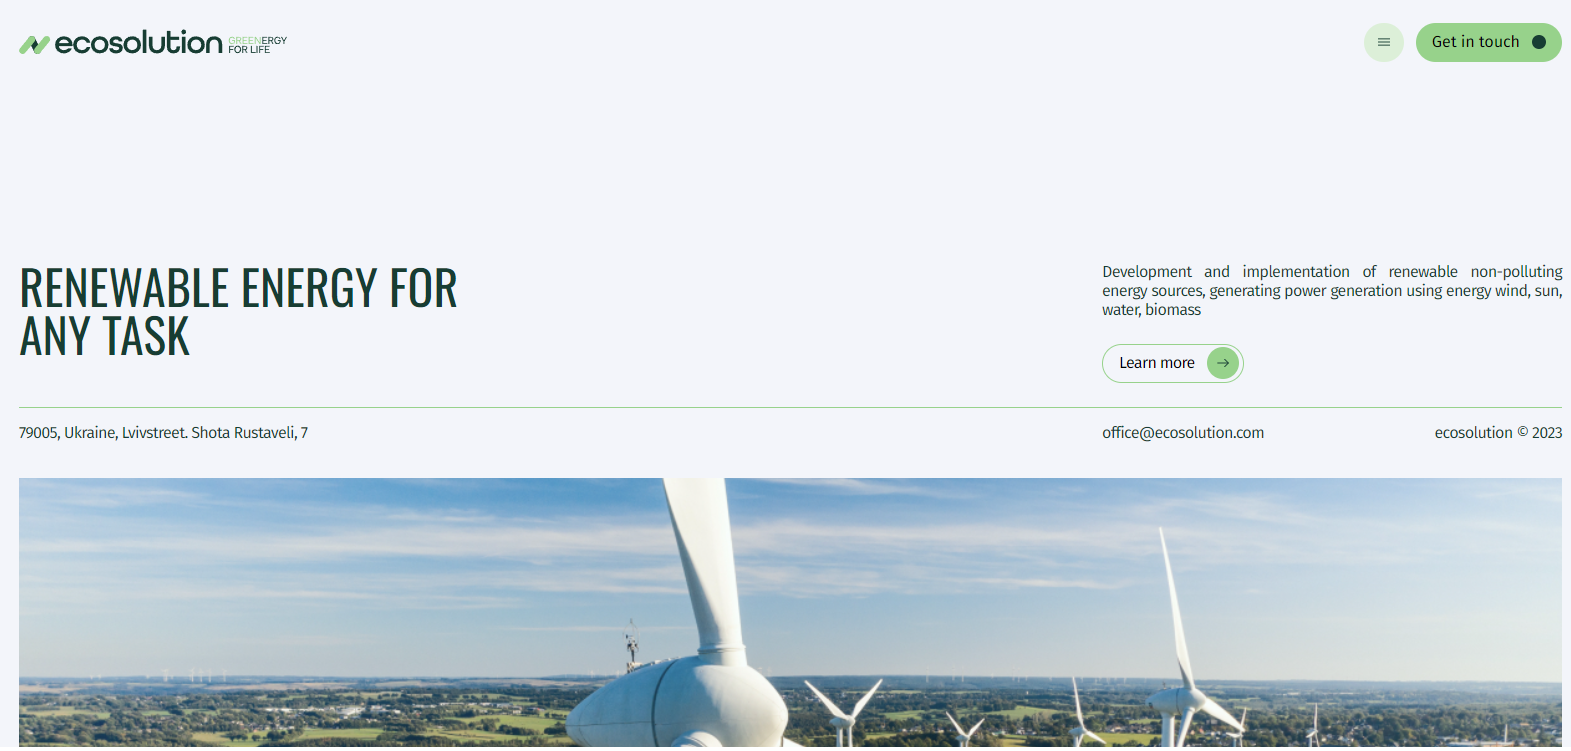 ecosolution
GREENERGY
FOR LIFE
Get in touch
RENEWABLE ENERGY FOR
ANY TASK
Development and implementation of renewable non-polluting
energy sources, generating power generation using energy wind, sun,
water, biomass
Learn more
79005, Ukraine, Lvivstreet. Shota Rustaveli, 7
office@ecosolution.com
ecosolution © 2023